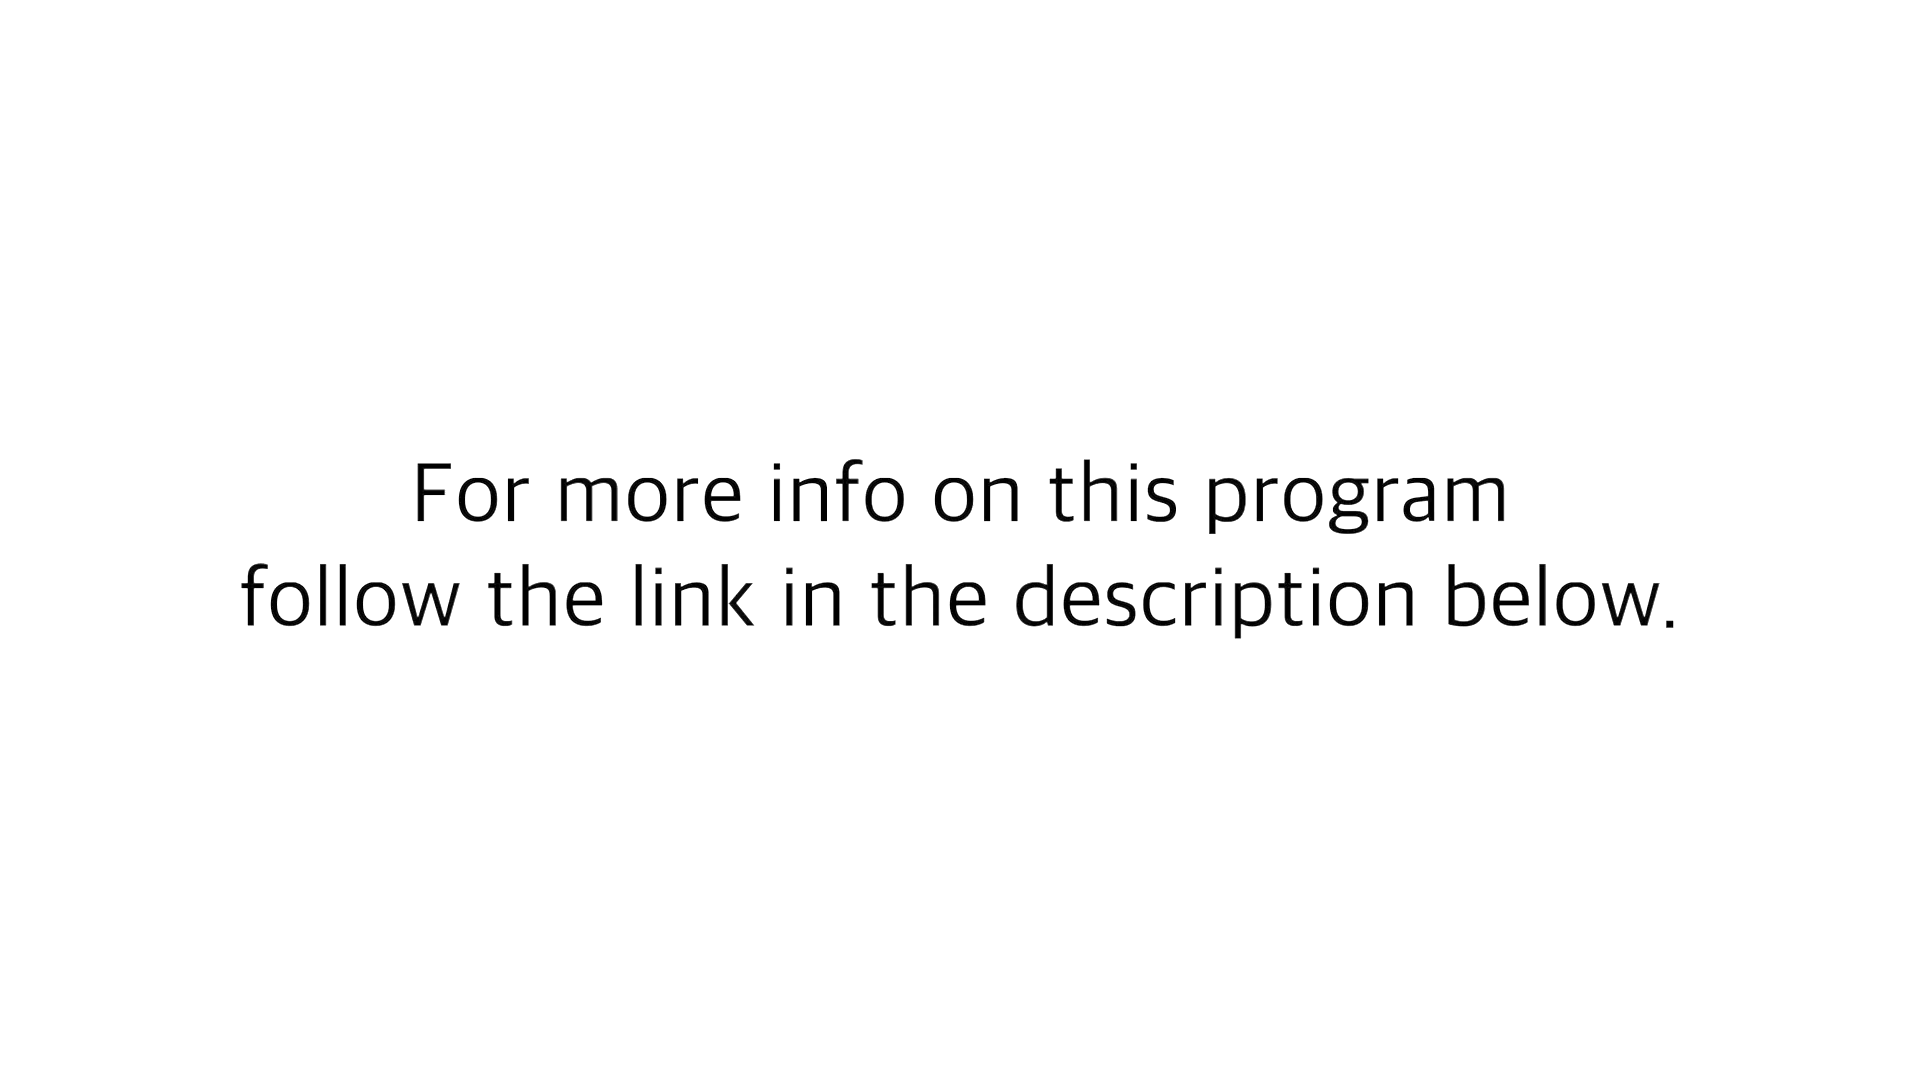 For more info on this program
follow the link in the description below.